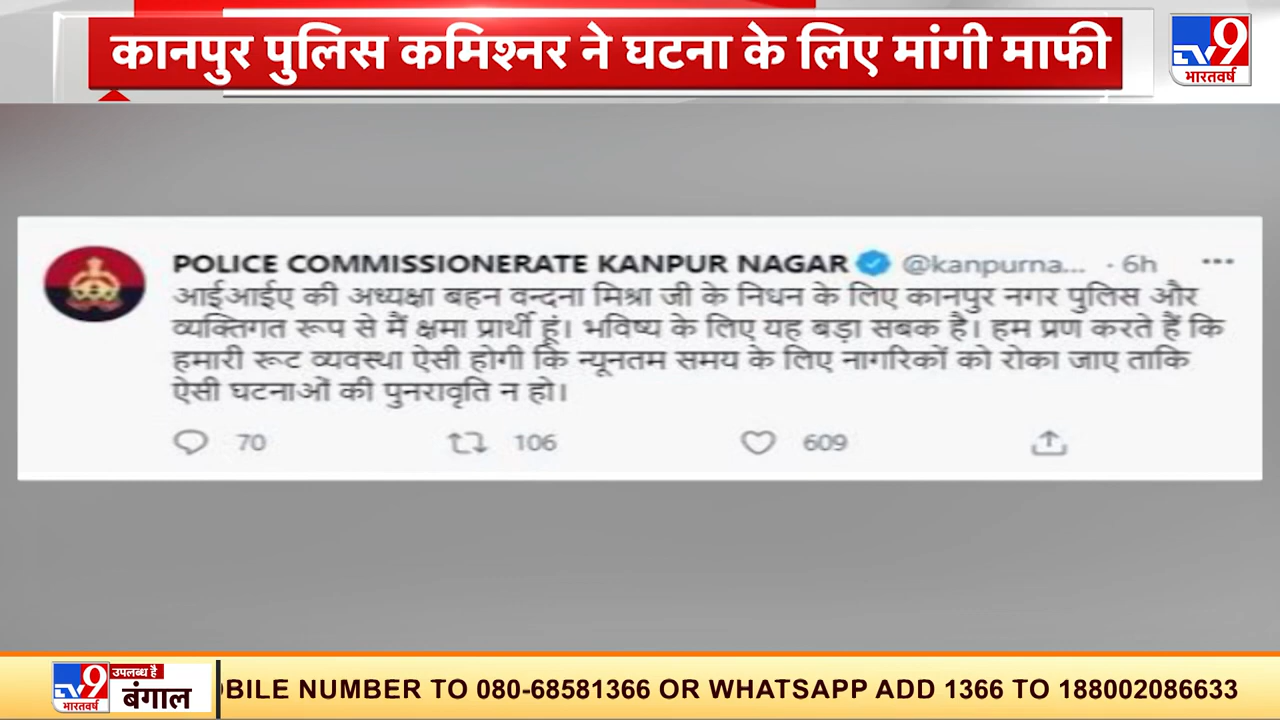 कानपुर पुलिस कमिश्नर ने घटना के लिए मांगी माफी
TV9
भारतवर्ष
POLICE COMMISSIONERATE KANPUR NAGAR @kanpurna... · 6h
आईआईए की अध्यक्षा बहन वन्दना मिश्रा जी के निधन के लिए कानपुर नगर पुलिस और
व्यक्तिगत रूप से मैं क्षमा प्रार्थी हूं। भविष्य के लिए यह बड़ा सबक है। हम प्रण करते हैं कि
हमारी रूट व्यवस्था ऐसी होगी कि न्यूनतम समय के लिए नागरिकों को रोका जाए ताकि
ऐसी घटनाओं की पुनरावृति न हो।
70 106 609
TV9
भारतवर्ष
उपलब्ध है
बंगाल
OBILE NUMBER TO 080-68581366 OR WHATSAPP ADD 1366 TO 188002086633